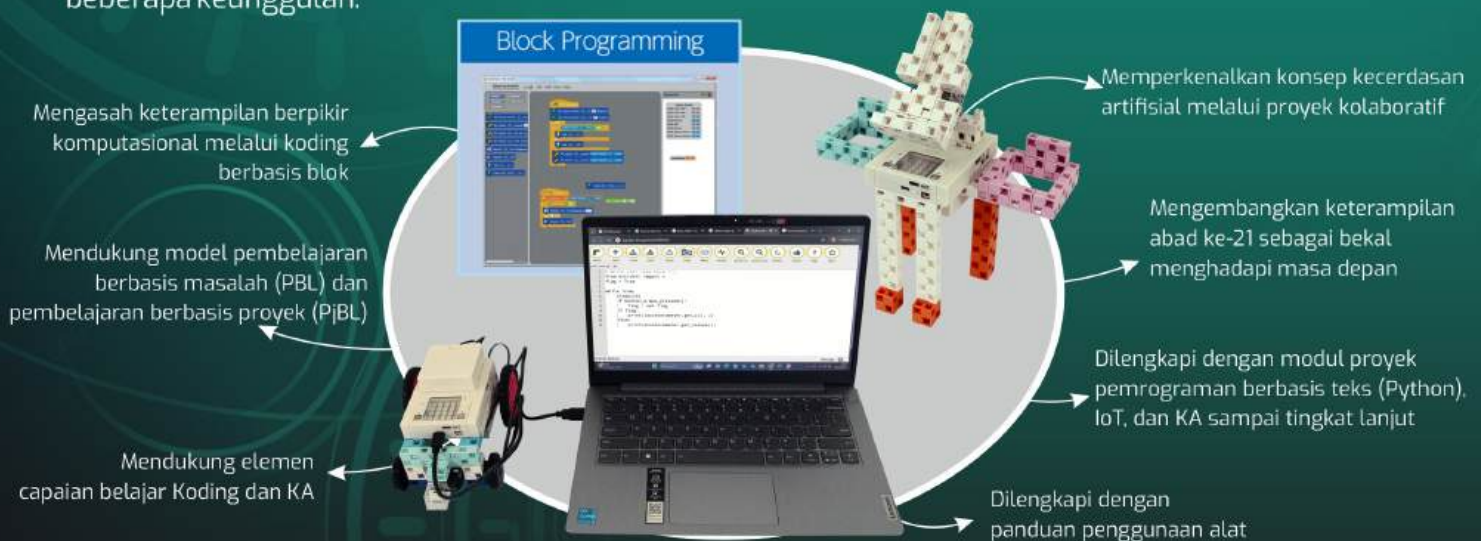 beberapa keunggulan.
Block Programming
Mengasah keterampilan berpikir
komputasional melalui koding
berbasis blok
Mendukung model pembelajaran
berbasis masalah (PBL) dan
pembelajaran berbasis proyek (PjBL)
Mendukung elemen
capaian belajar Koding dan KA
Memperkenalkan konsep kecerdasan
artifisial melalui proyek kolaboratif
Mengembangkan keterampilan
abad ke-21 sebagai bekal
menghadapi masa depan
Dilengkapi dengan modul proyek
pemrograman berbasis teks (Python),
IoT, dan KA sampai tingkat lanjut
Dilengkapi dengan
panduan penggunaan alat